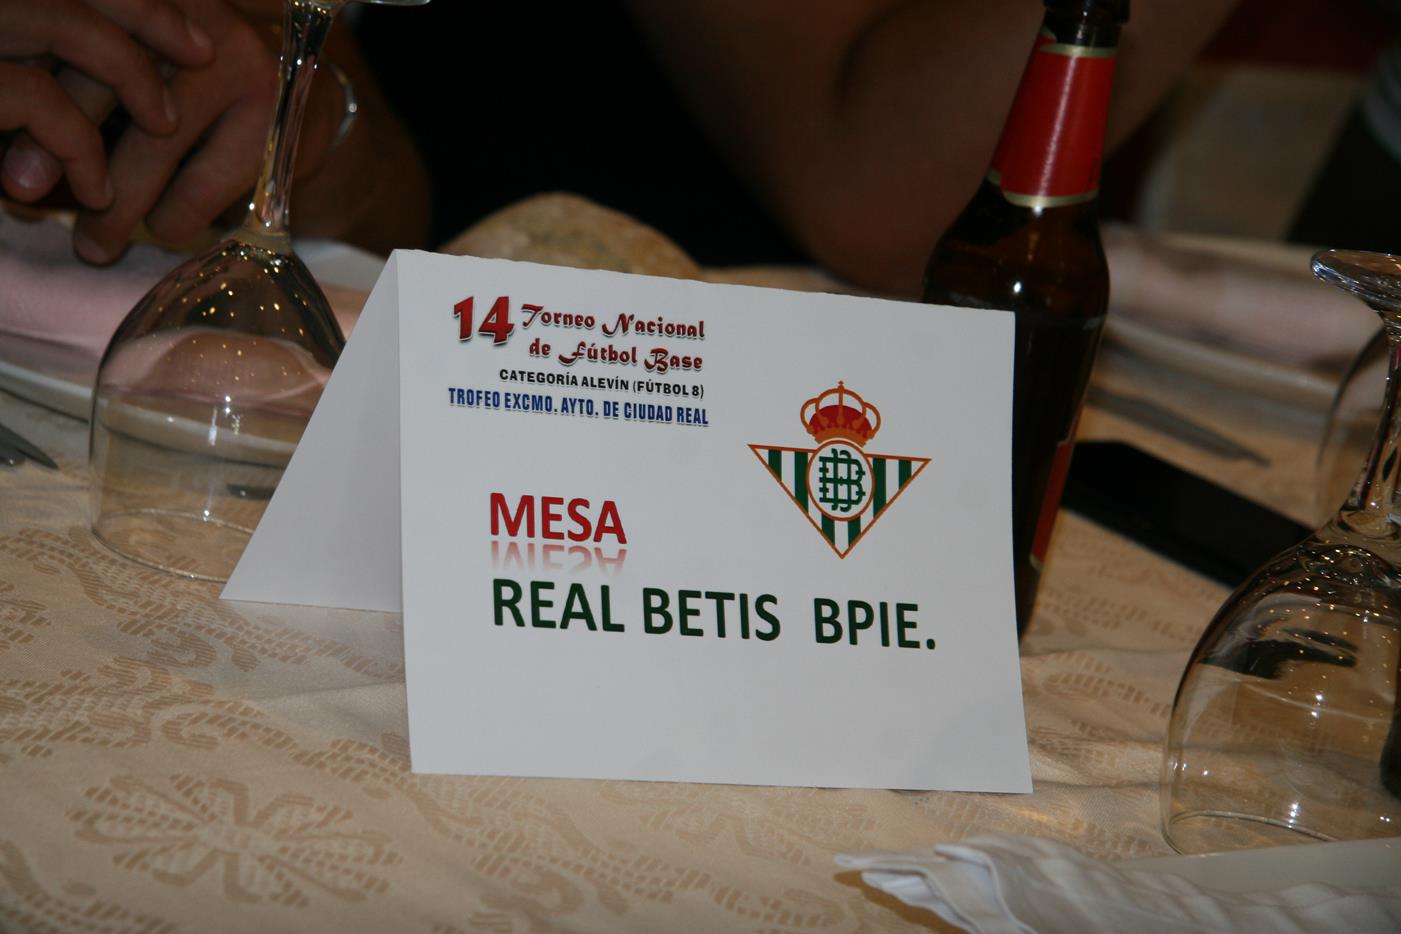 14 Torneo Nacional
de Fútbol Base
CATEGORÍA ALEVÍN (FÚTBOL 8)
TROFEO EXCMO. AYTO. DE CIUDAD REAL
MESA
REAL BETIS BPIE.